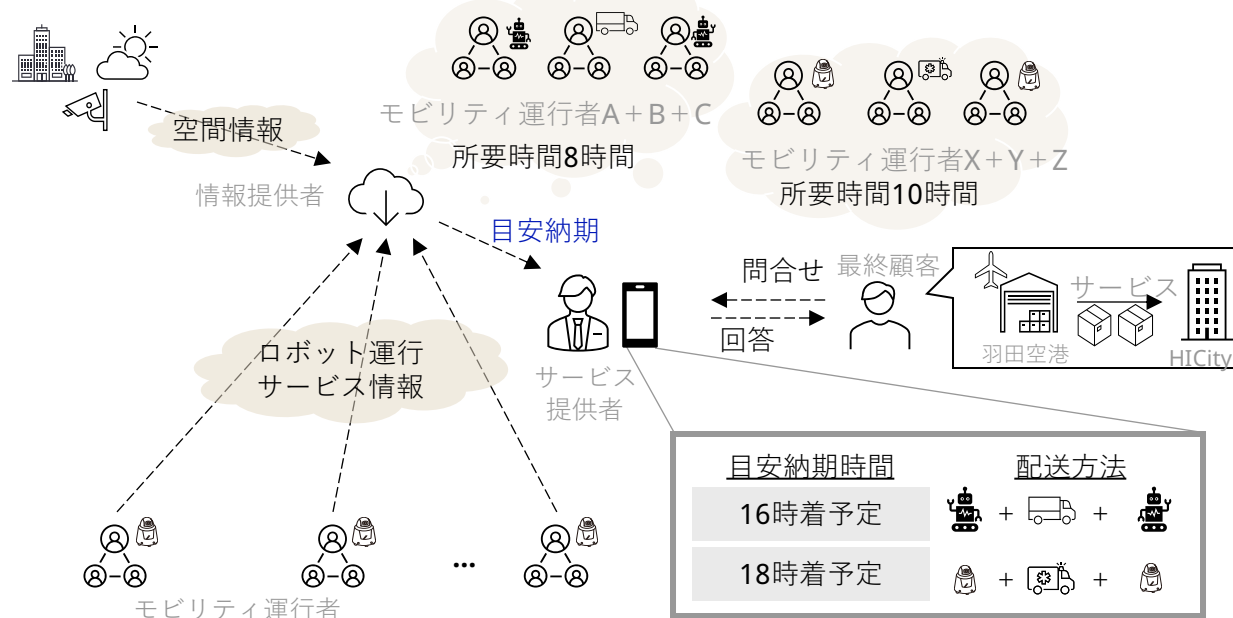 モビリティ運行者A＋B＋C
所要時間8時間
モビリティ運行者X＋Y＋Z
所要時間10時間
空間情報
情報提供者
目安納期
問合せ
回答
最終顧客
サービス
羽田空港
HICity
サービス
提供者
ロボット運行
サービス情報
目安納期時間
配送方法
16時着予定
+ +
18時着予定
+ +
...
モビリティ運行者